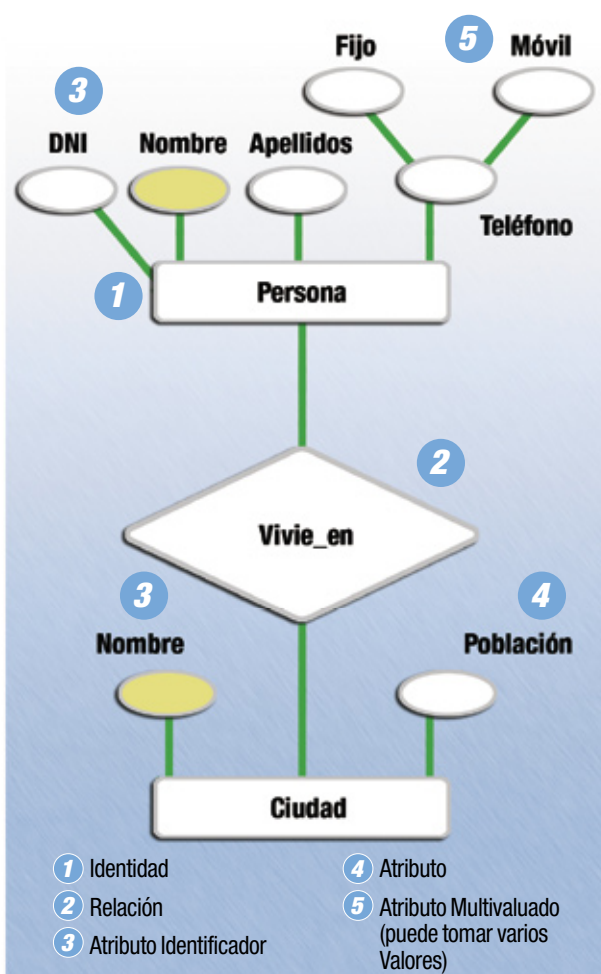 Fijo
5
Móvil
3
DNI
Nombre
Apellidos
Teléfono
1
Persona
2
Vivie_en
3
4
Nombre
Población
Ciudad
1 Identidad
2 Relación
3 Atributo Identificador
4 Atributo
5 Atributo Multivaluado
(puede tomar varios
Valores)